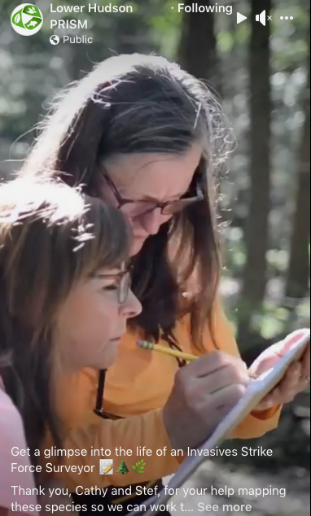 Lower Hudson · Following
PRISM
Public
Get a glimpse into the life of an Invasives Strike
Force Surveyor 📝🌲🌿
Thank you, Cathy and Stef, for your help mapping
these species so we can work t... See more